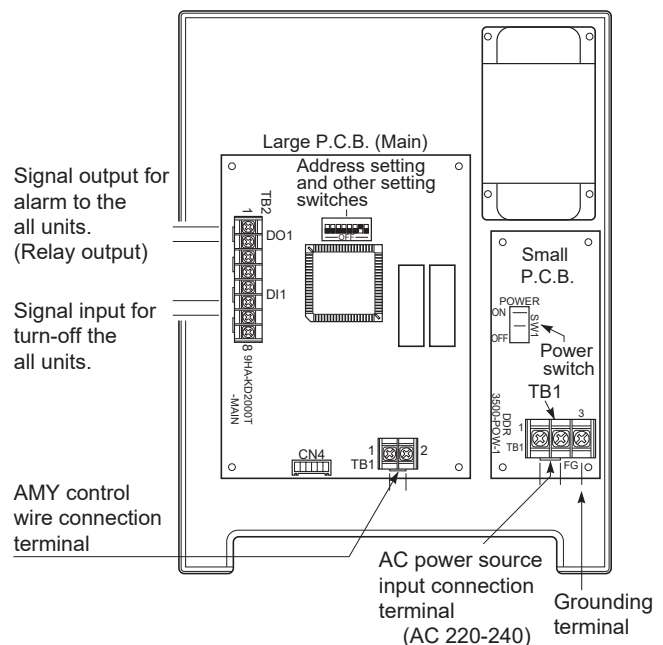 Large P.C.B. (Main)
Address setting
and other setting
switches
Signal output for
alarm to the
all units.
(Relay output)
1
TB2
DO1
OFF
DI1
Signal input for
turn-off the
all units.
8
9HA-KD2000T
-MAIN
CN4
1
TB1
2
Small
P.C.B.
POWER
ON
OFF
SW1
Power
switch
TB1
DDR
3500-POW-1
1
3
TB1
FG
AMY control
wire connection
terminal
AC power source
input connection
terminal
(AC 220-240)
Grounding
terminal